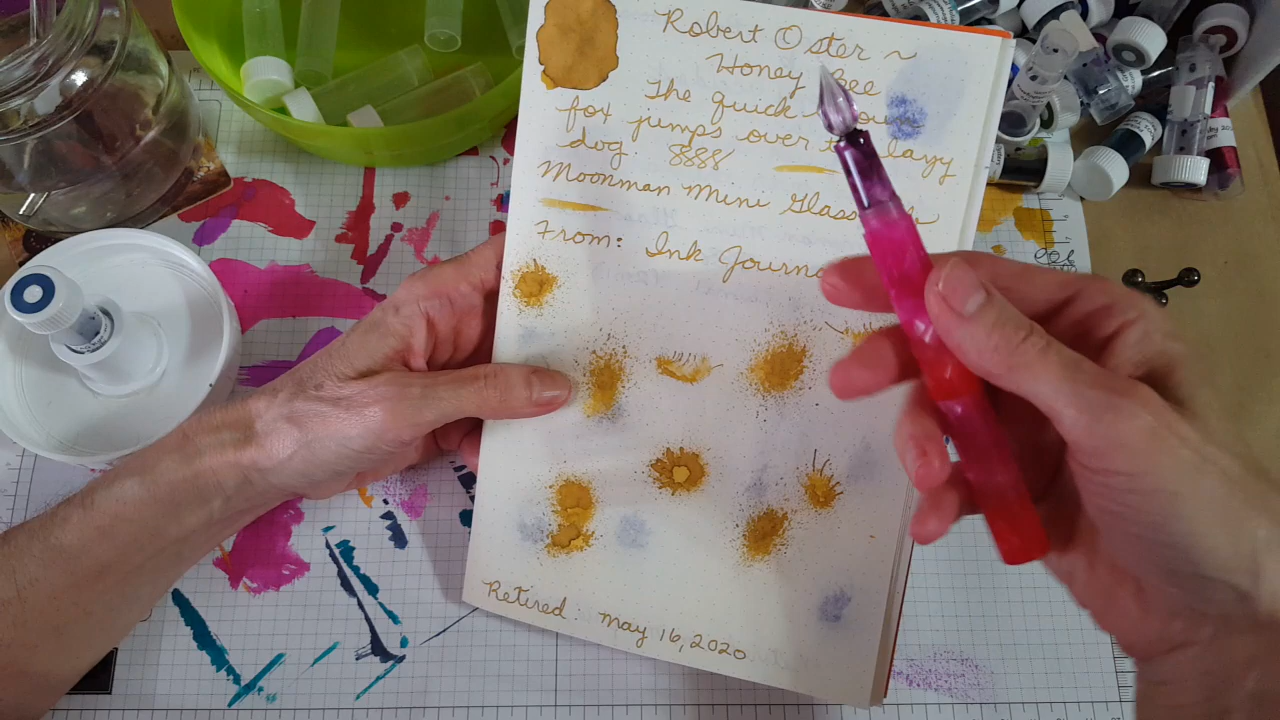 Robert Oster ~
Honey Bee
The quick
fox jumps over lazy
dog. 8888
Moonman Mini Glass
From: Ink
Retired: May 16, 2020